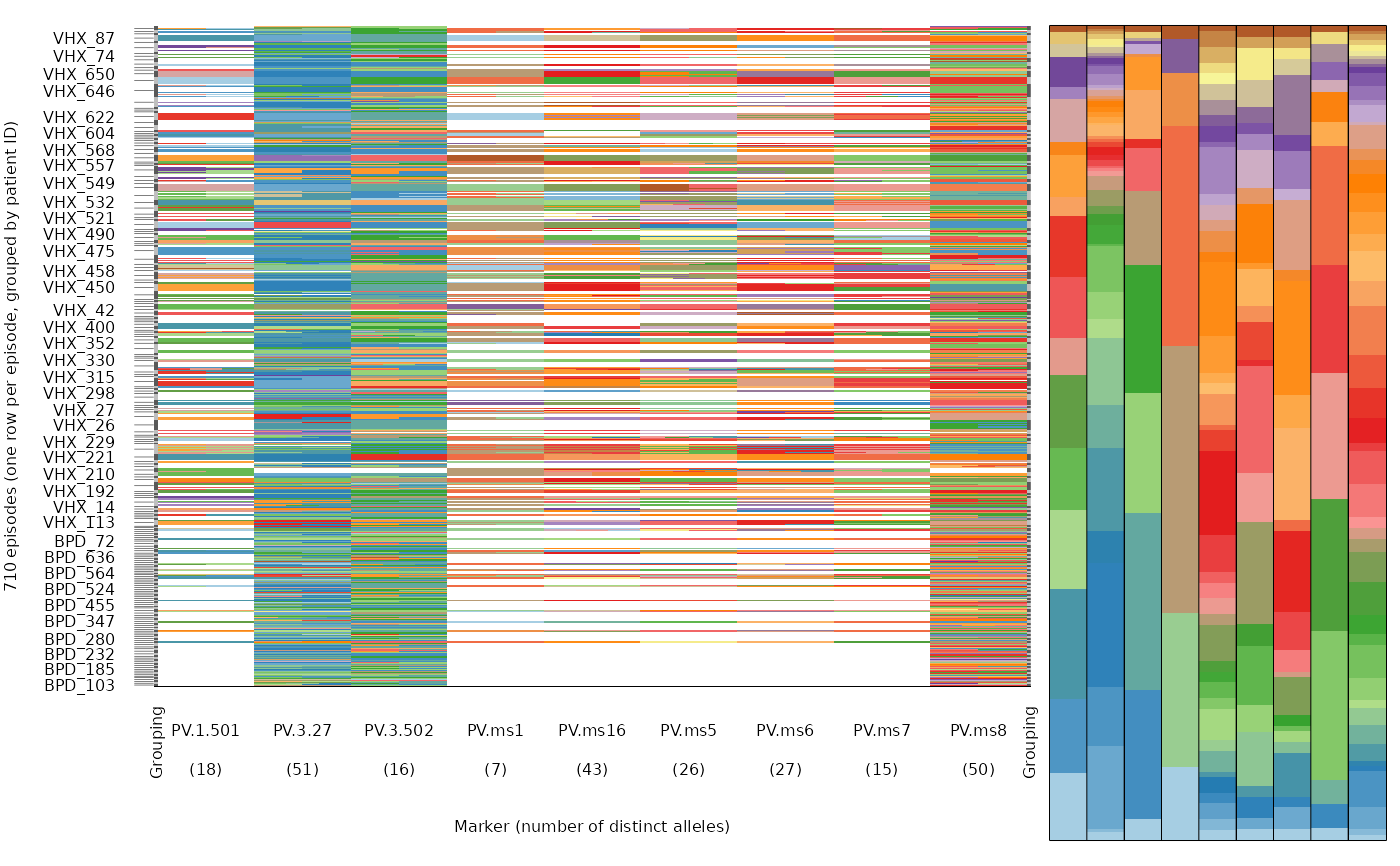 710 episodes (one row per episode, grouped by patient ID)
VHX_87
VHX_74
VHX_650
VHX_646
VHX_622
VHX_604
VHX_568
VHX_557
VHX_549
VHX_532
VHX_521
VHX_490
VHX_475
VHX_458
VHX_450
VHX_42
VHX_400
VHX_352
VHX_330
VHX_315
VHX_298
VHX_27
VHX_26
VHX_229
VHX_221
VHX_210
VHX_192
VHX_14
VHX_113
BPD_72
BPD_636
BPD_564
BPD_524
BPD_455
BPD_347
BPD_280
BPD_232
BPD_185
BPD_103
Grouping
PV.1.501 PV.3.27 PV.3.502 PV.ms1 PV.ms16 PV.ms5 PV.ms6 PV.ms7 PV.ms8
(18) (51) (16) (7) (43) (26) (27) (15) (50)
Grouping
Marker (number of distinct alleles)